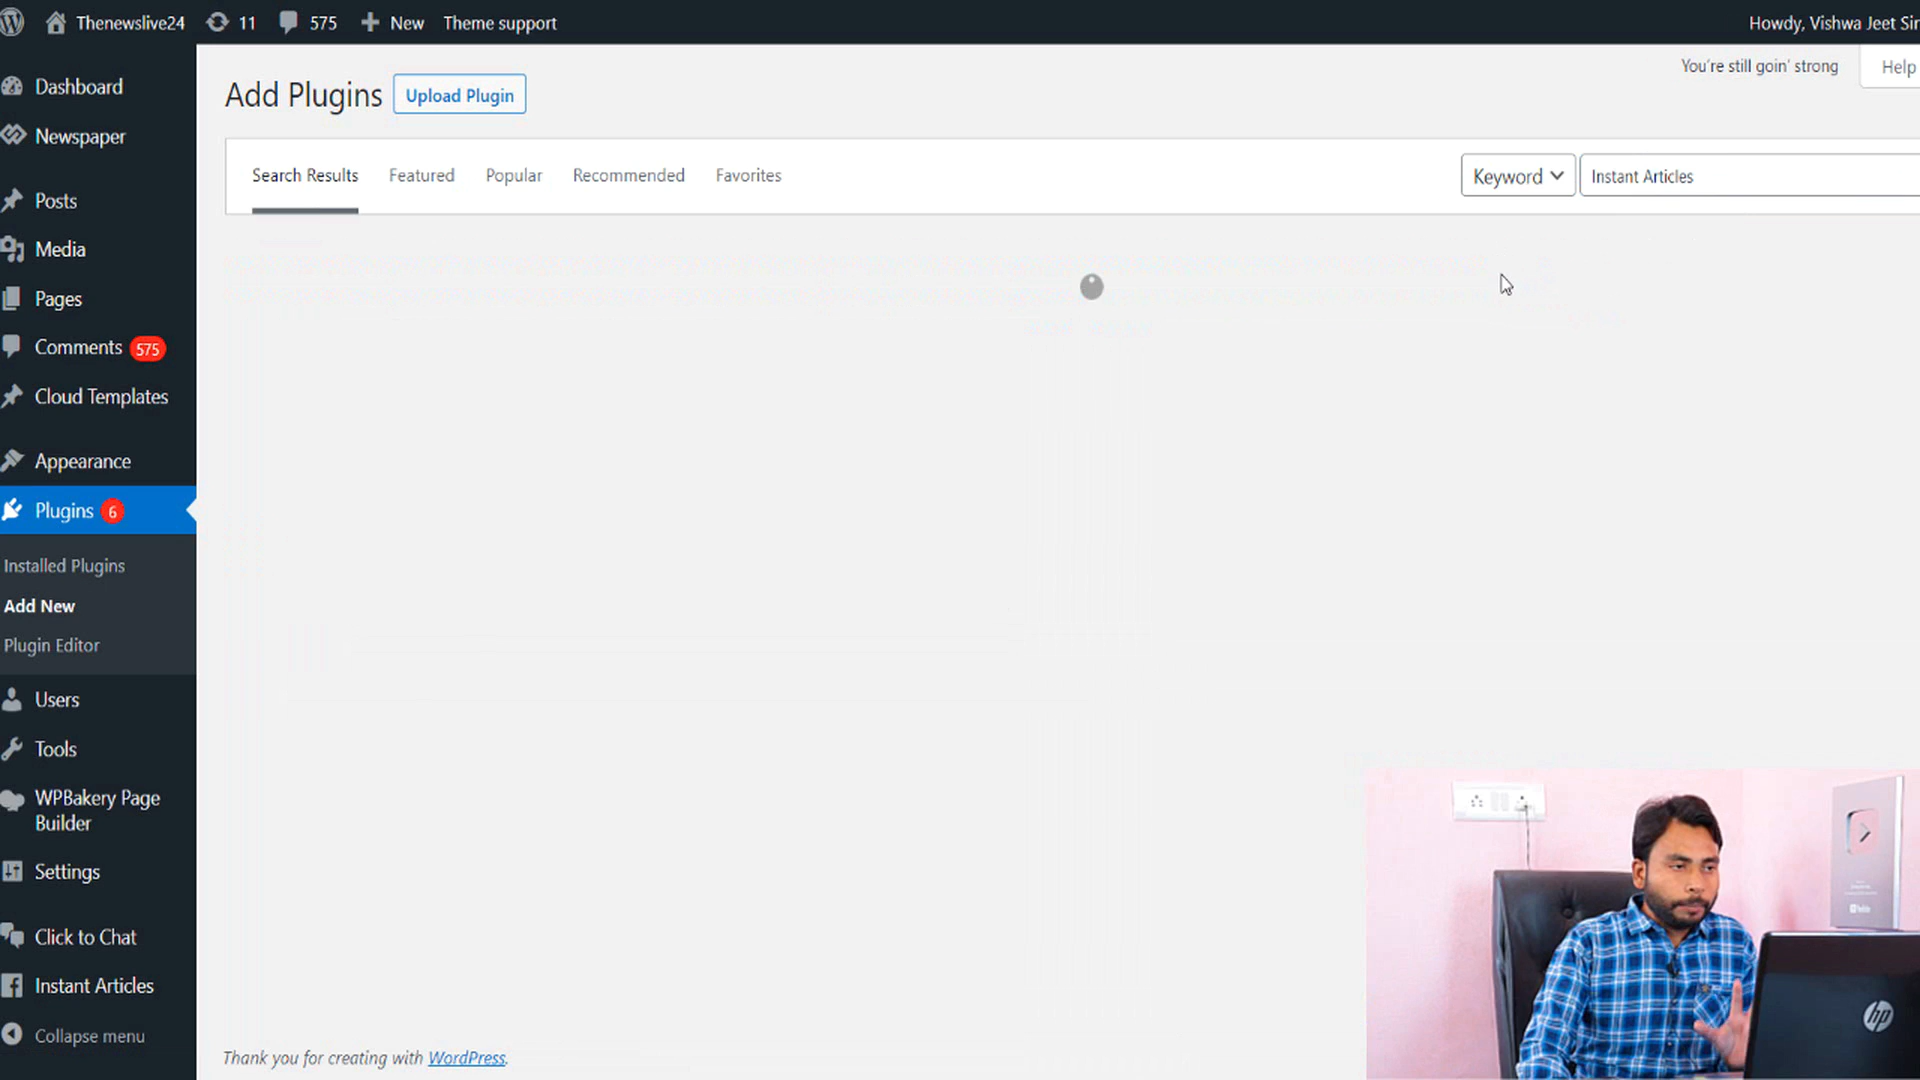 Thenewslive24 11 575 New Theme support Howdy, Vishwa Jeet Sin
Dashboard
Newspaper
Posts
Media
Pages
Comments 575
Cloud Templates
Appearance
Plugins 6
Installed Plugins
Add New
Plugin Editor
Users
Tools
WPBakery Page
Builder
Settings
Click to Chat
Instant Articles
Collapse menu
You're still goin' strong Help
Add Plugins Upload Plugin
Search Results Featured Popular Recommended Favorites Keyword Instant Articles
Thank you for creating with WordPress.
hp